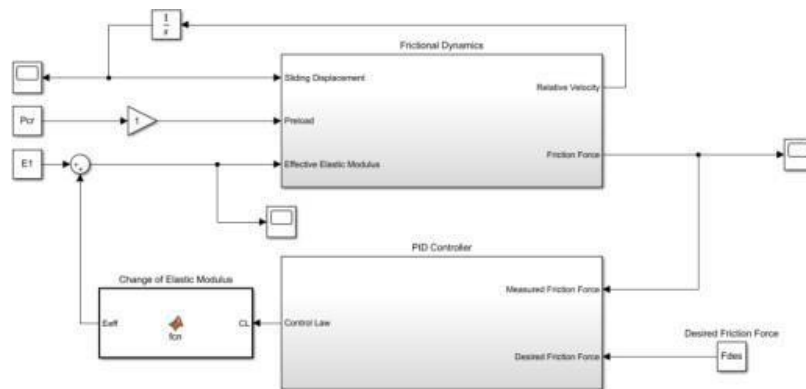 1
s
Frictional Dynamics
Sliding Displacement
Relative Velocity
Pcr
1
Preload
E1
Effective Elastic Modulus
Friction Force
PID Controller
Change of Elastic Modulus
Measured Friction Force
Eeff
fcn
CL
Control Law
Desired Friction Force
Desired Friction Force
Fdes